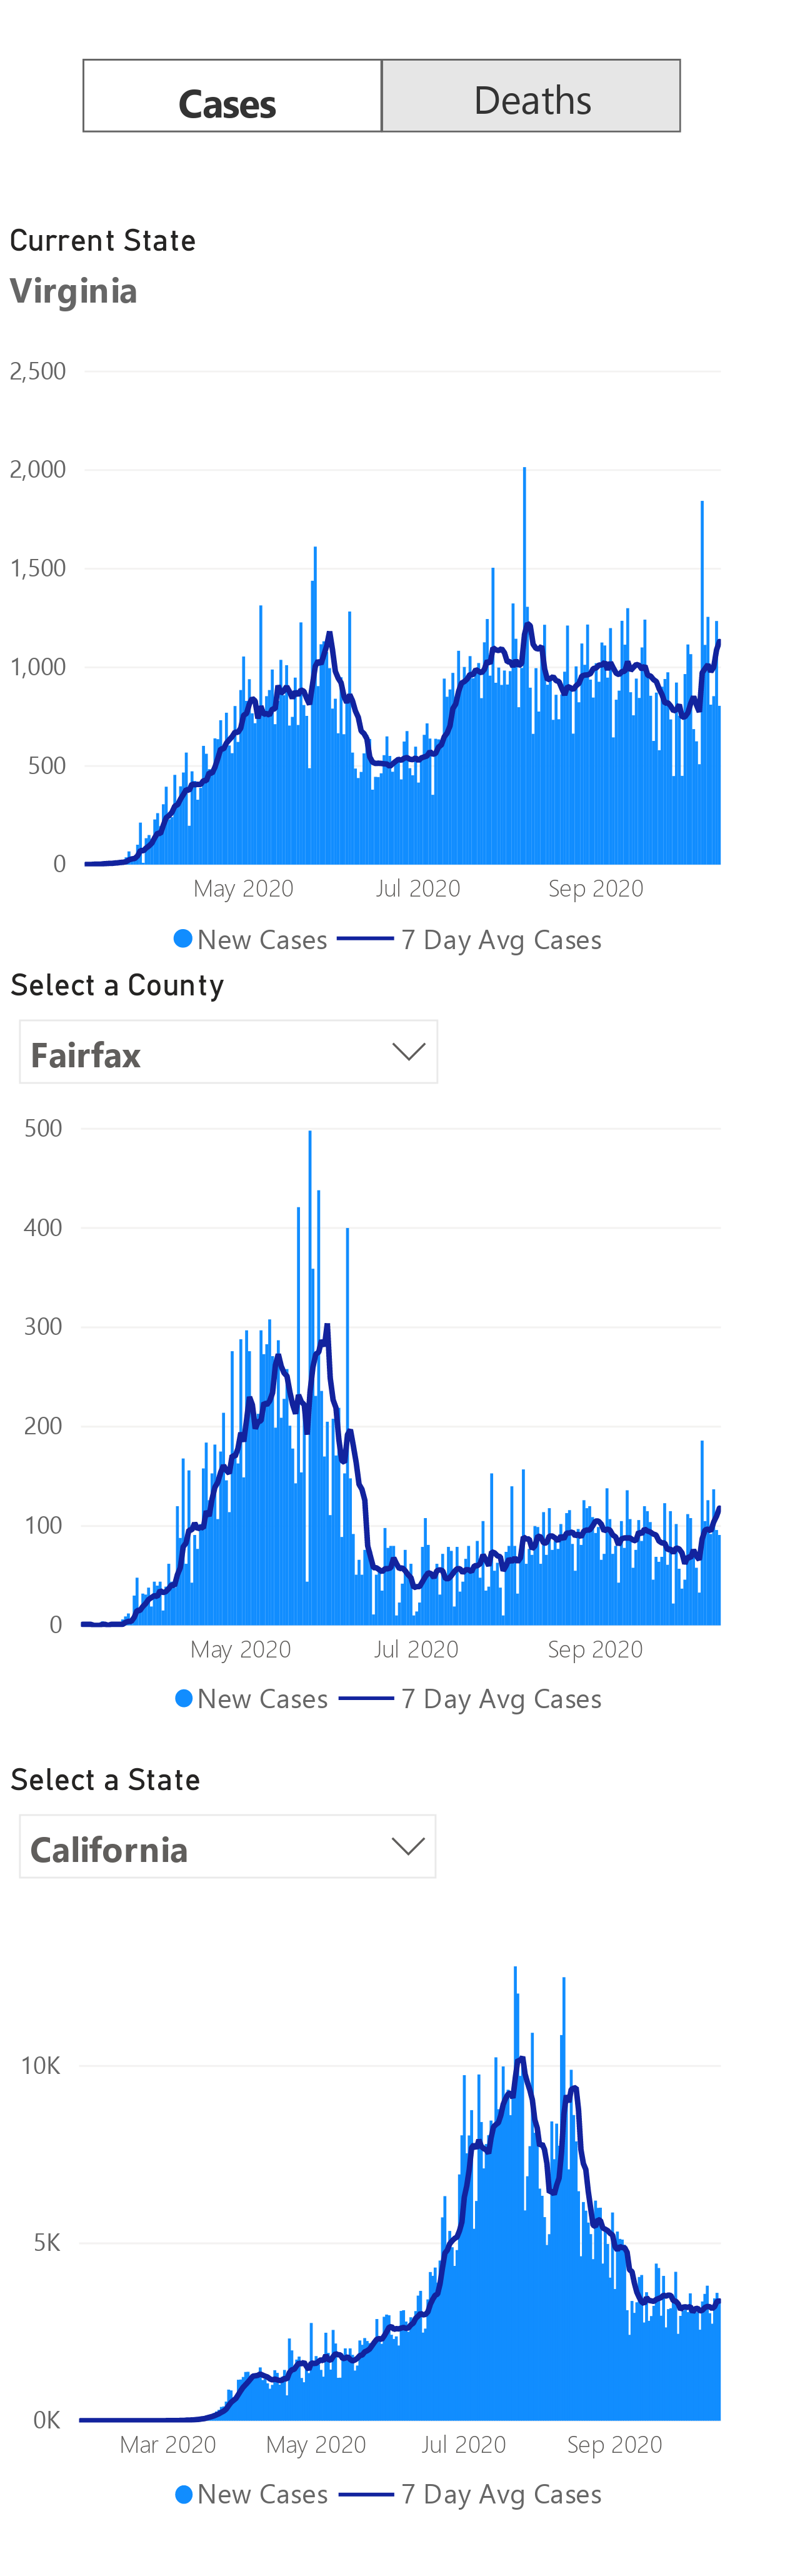 Cases Deaths
Current State
Virginia
2,500
2,000
1,500
1,000
500
0
May 2020 Jul 2020 Sep 2020
New Cases 7 Day Avg Cases
Select a County
Fairfax
500
400
300
200
100
0
May 2020 Jul 2020 Sep 2020
New Cases 7 Day Avg Cases
Select a State
California
10K
5K
0K
Mar 2020 May 2020 Jul 2020 Sep 2020
New Cases 7 Day Avg Cases